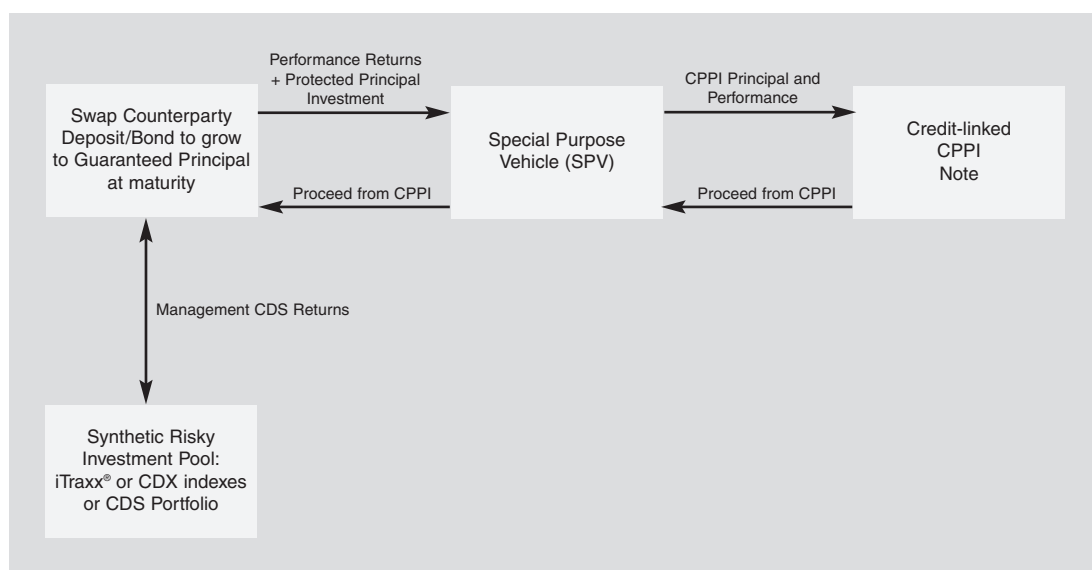 Performance Returns
+ Protected Principal
Investment
CPPI Principal and
Performance
Swap Counterparty
Deposit/Bond to grow
to Guaranteed Principal
at maturity
Special Purpose
Vehicle (SPV)
Credit-linked
CPPI
Note
Proceed from CPPI
Proceed from CPPI
Management CDS Returns
Synthetic Risky
Investment Pool:
iTraxx® or CDX indexes
or CDS Portfolio